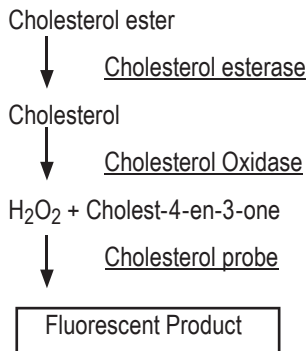 Cholesterol ester
Cholesterol esterase
Cholesterol
Cholesterol Oxidase
H₂O₂ + Cholest-4-en-3-one
Cholesterol probe
Fluorescent Product